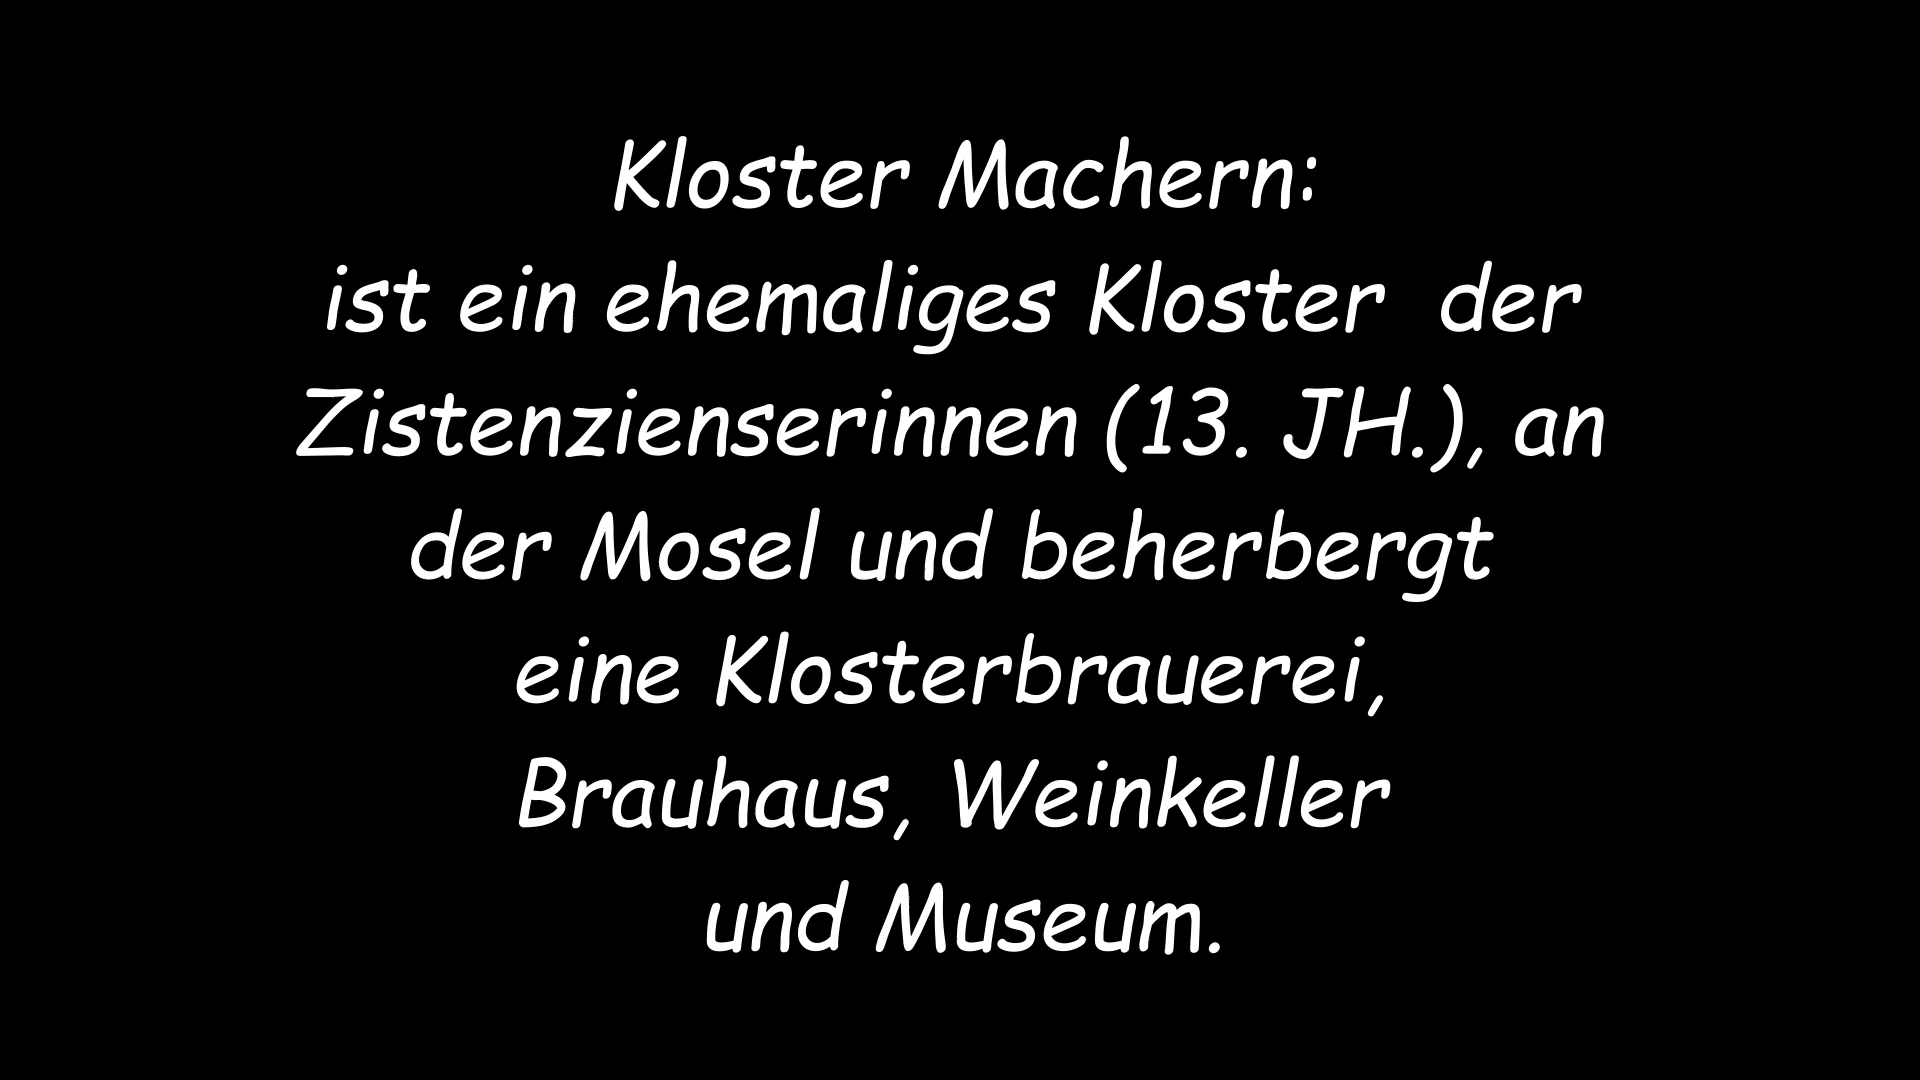 Kloster Machern:
ist ein ehemaliges Kloster  der
Zistenzienserinnen (13. JH.), an
der Mosel und beherbergt
eine Klosterbrauerei,
Brauhaus, Weinkeller
und Museum.